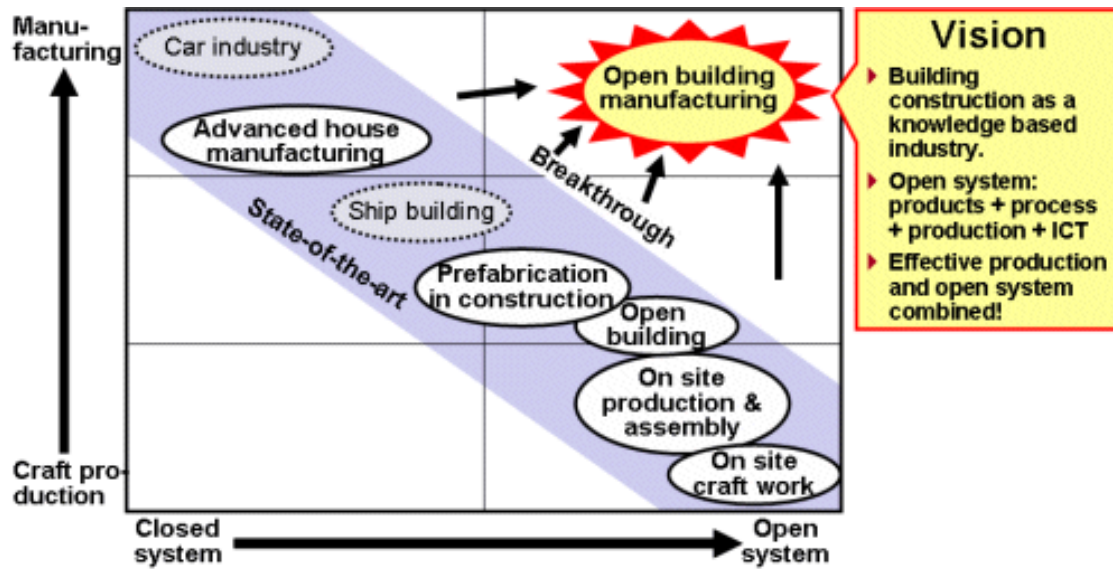 Manu-
facturing
Car industry
Open building
manufacturing
Advanced house
manufacturing
Breakthrough
Ship building
State-of-the-art
Prefabrication
in construction
Open
building
On site
production &
assembly
On site
craft work
Craft pro-
duction
Closed
system
Open
system
Vision
Building
construction as a
knowledge based
industry.
Open system:
products + process
+ production + ICT
Effective production
and open system
combined!